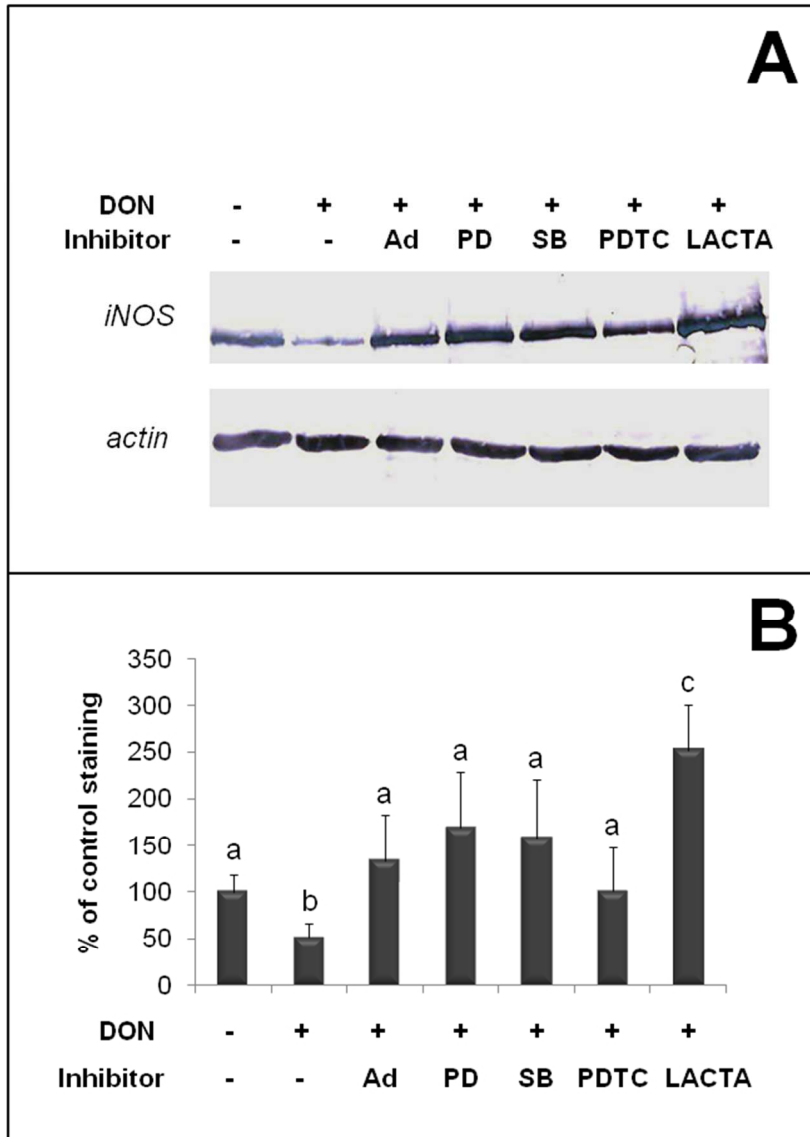 A
DON - + + + + + +
Inhibitor - - Ad PD SB PDTC LACTA
iNOS
actin
B
% of control staining
350
300
250
200
150
100
50
0
a b a a a a c
DON - + + + + + +
Inhibitor - - Ad PD SB PDTC LACTA